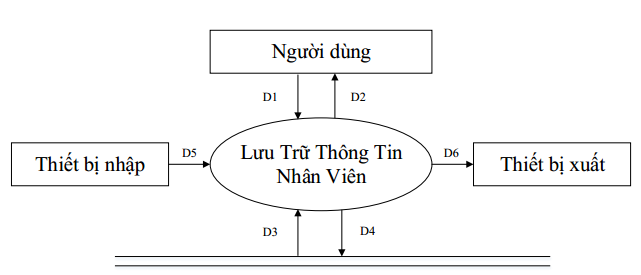 Người dùng
D1
D2
Thiết bị nhập
D5
Lưu Trữ Thông Tin
Nhân Viên
D6
Thiết bị xuất
D3
D4